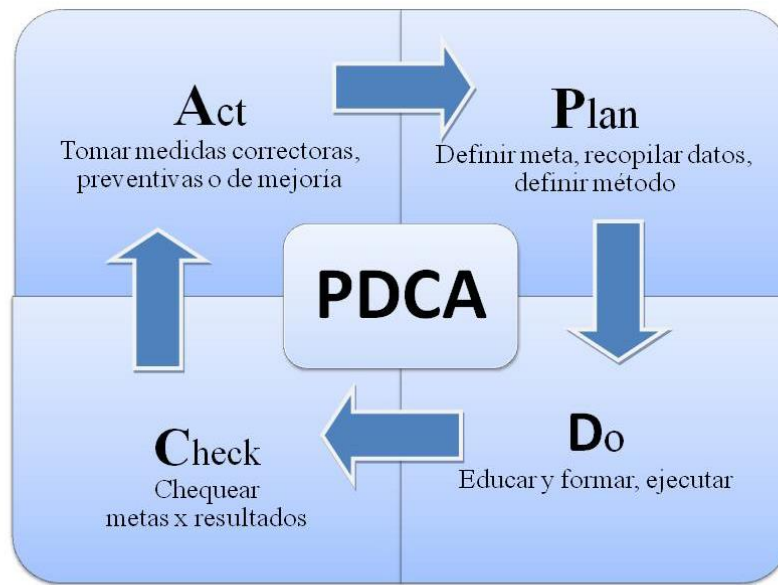 Act
Tomar medidas correctoras,
preventivas o de mejoría
Plan
Definir meta, recopilar datos,
definir método
PDCA
Check
Chequear
metas x resultados
Do
Educar y formar, ejecutar